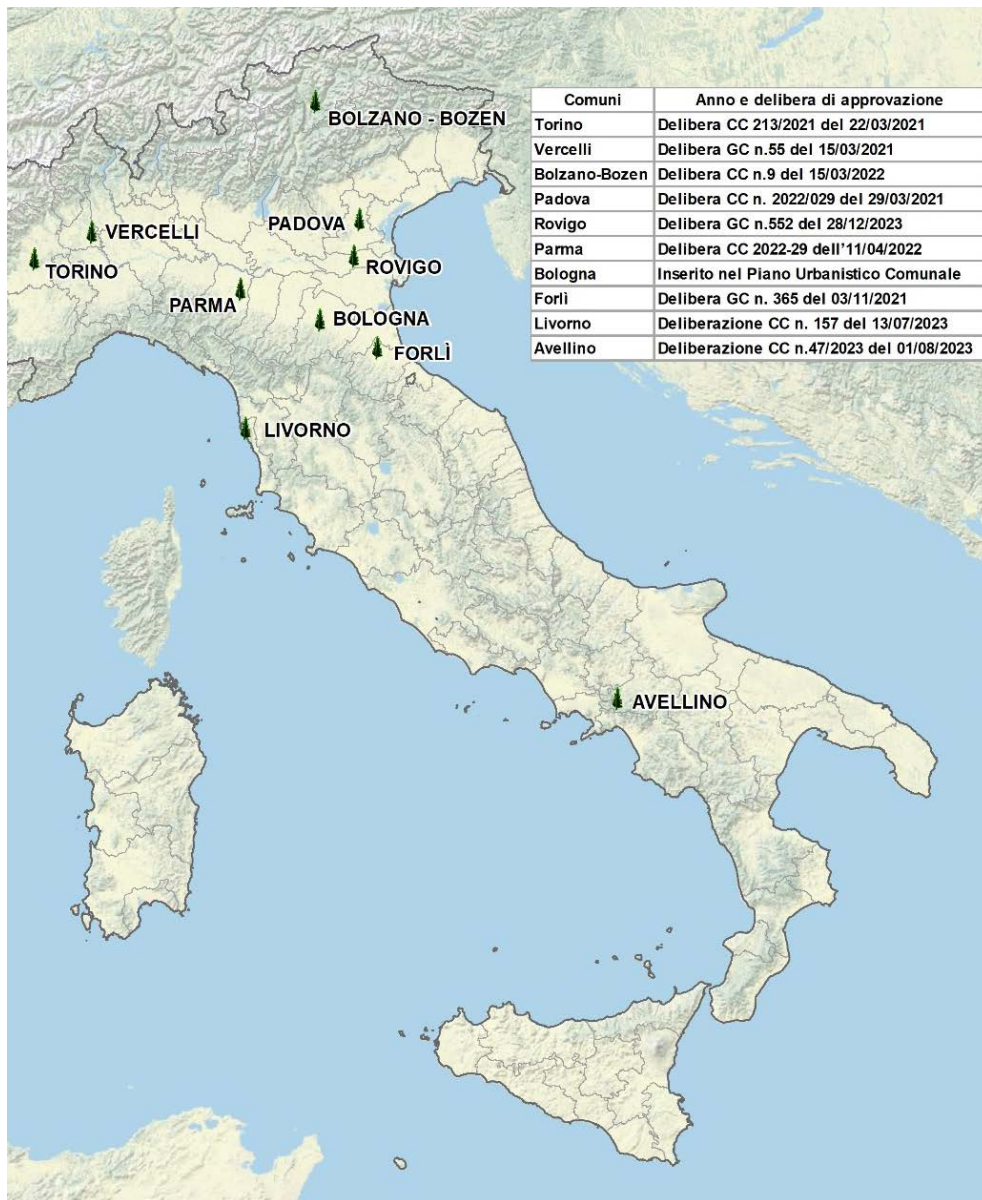 Comuni Anno e delibera di approvazione
Torino Delibera CC 213/2021 del 22/03/2021
Vercelli Delibera GC n.55 del 15/03/2021
Bolzano-Bozen Delibera CC n.9 del 15/03/2022
Padova Delibera CC n. 2022/029 del 29/03/2021
Rovigo Delibera GC n.552 del 28/12/2023
Parma Delibera CC 2022-29 dell'11/04/2022
Bologna Inserito nel Piano Urbanistico Comunale
Forlì Delibera GC n. 365 del 03/11/2021
Livorno Deliberazione CC n. 157 del 13/07/2023
Avellino Deliberazione CC n.47/2023 del 01/08/2023
BOLZANO - BOZEN
PADOVA
VERCELLI
TORINO
ROVIGO
PARMA
BOLOGNA
FORLÌ
LIVORNO
AVELLINO